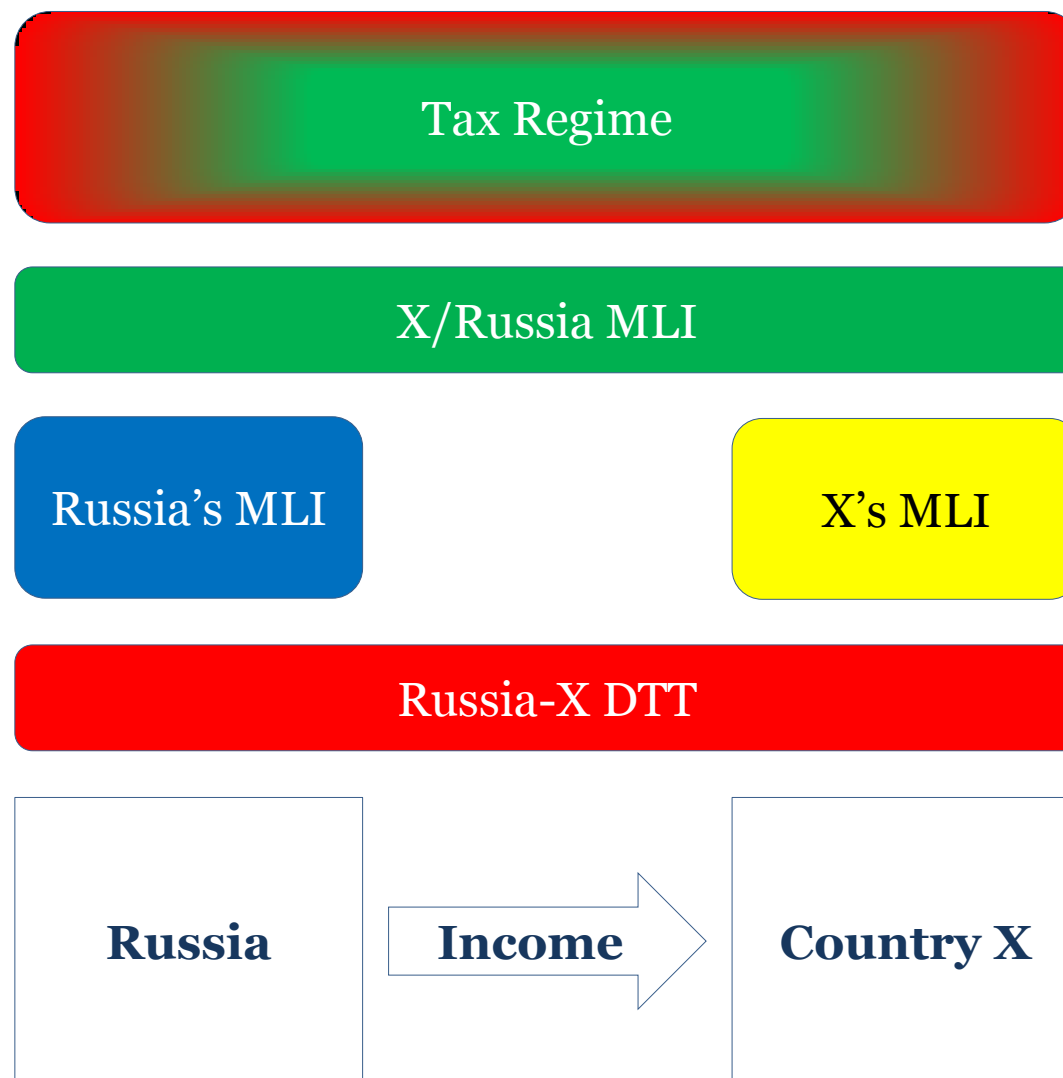 Tax Regime
X/Russia MLI
Russia’s MLI
X’s MLI
Russia-X DTT
Russia
Income
Country X